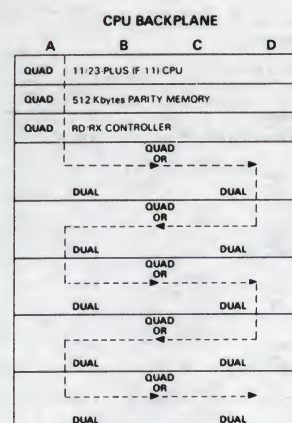 CPU BACKPLANE
A B C D
QUAD 11/23-PLUS (F 11) CPU
QUAD 512 Kbytes PARITY MEMORY
QUAD RD/RX CONTROLLER
QUAD
OR
DUAL DUAL
QUAD
OR
DUAL DUAL
QUAD
OR
DUAL DUAL
QUAD
OR
DUAL DUAL
QUAD
OR
DUAL DUAL